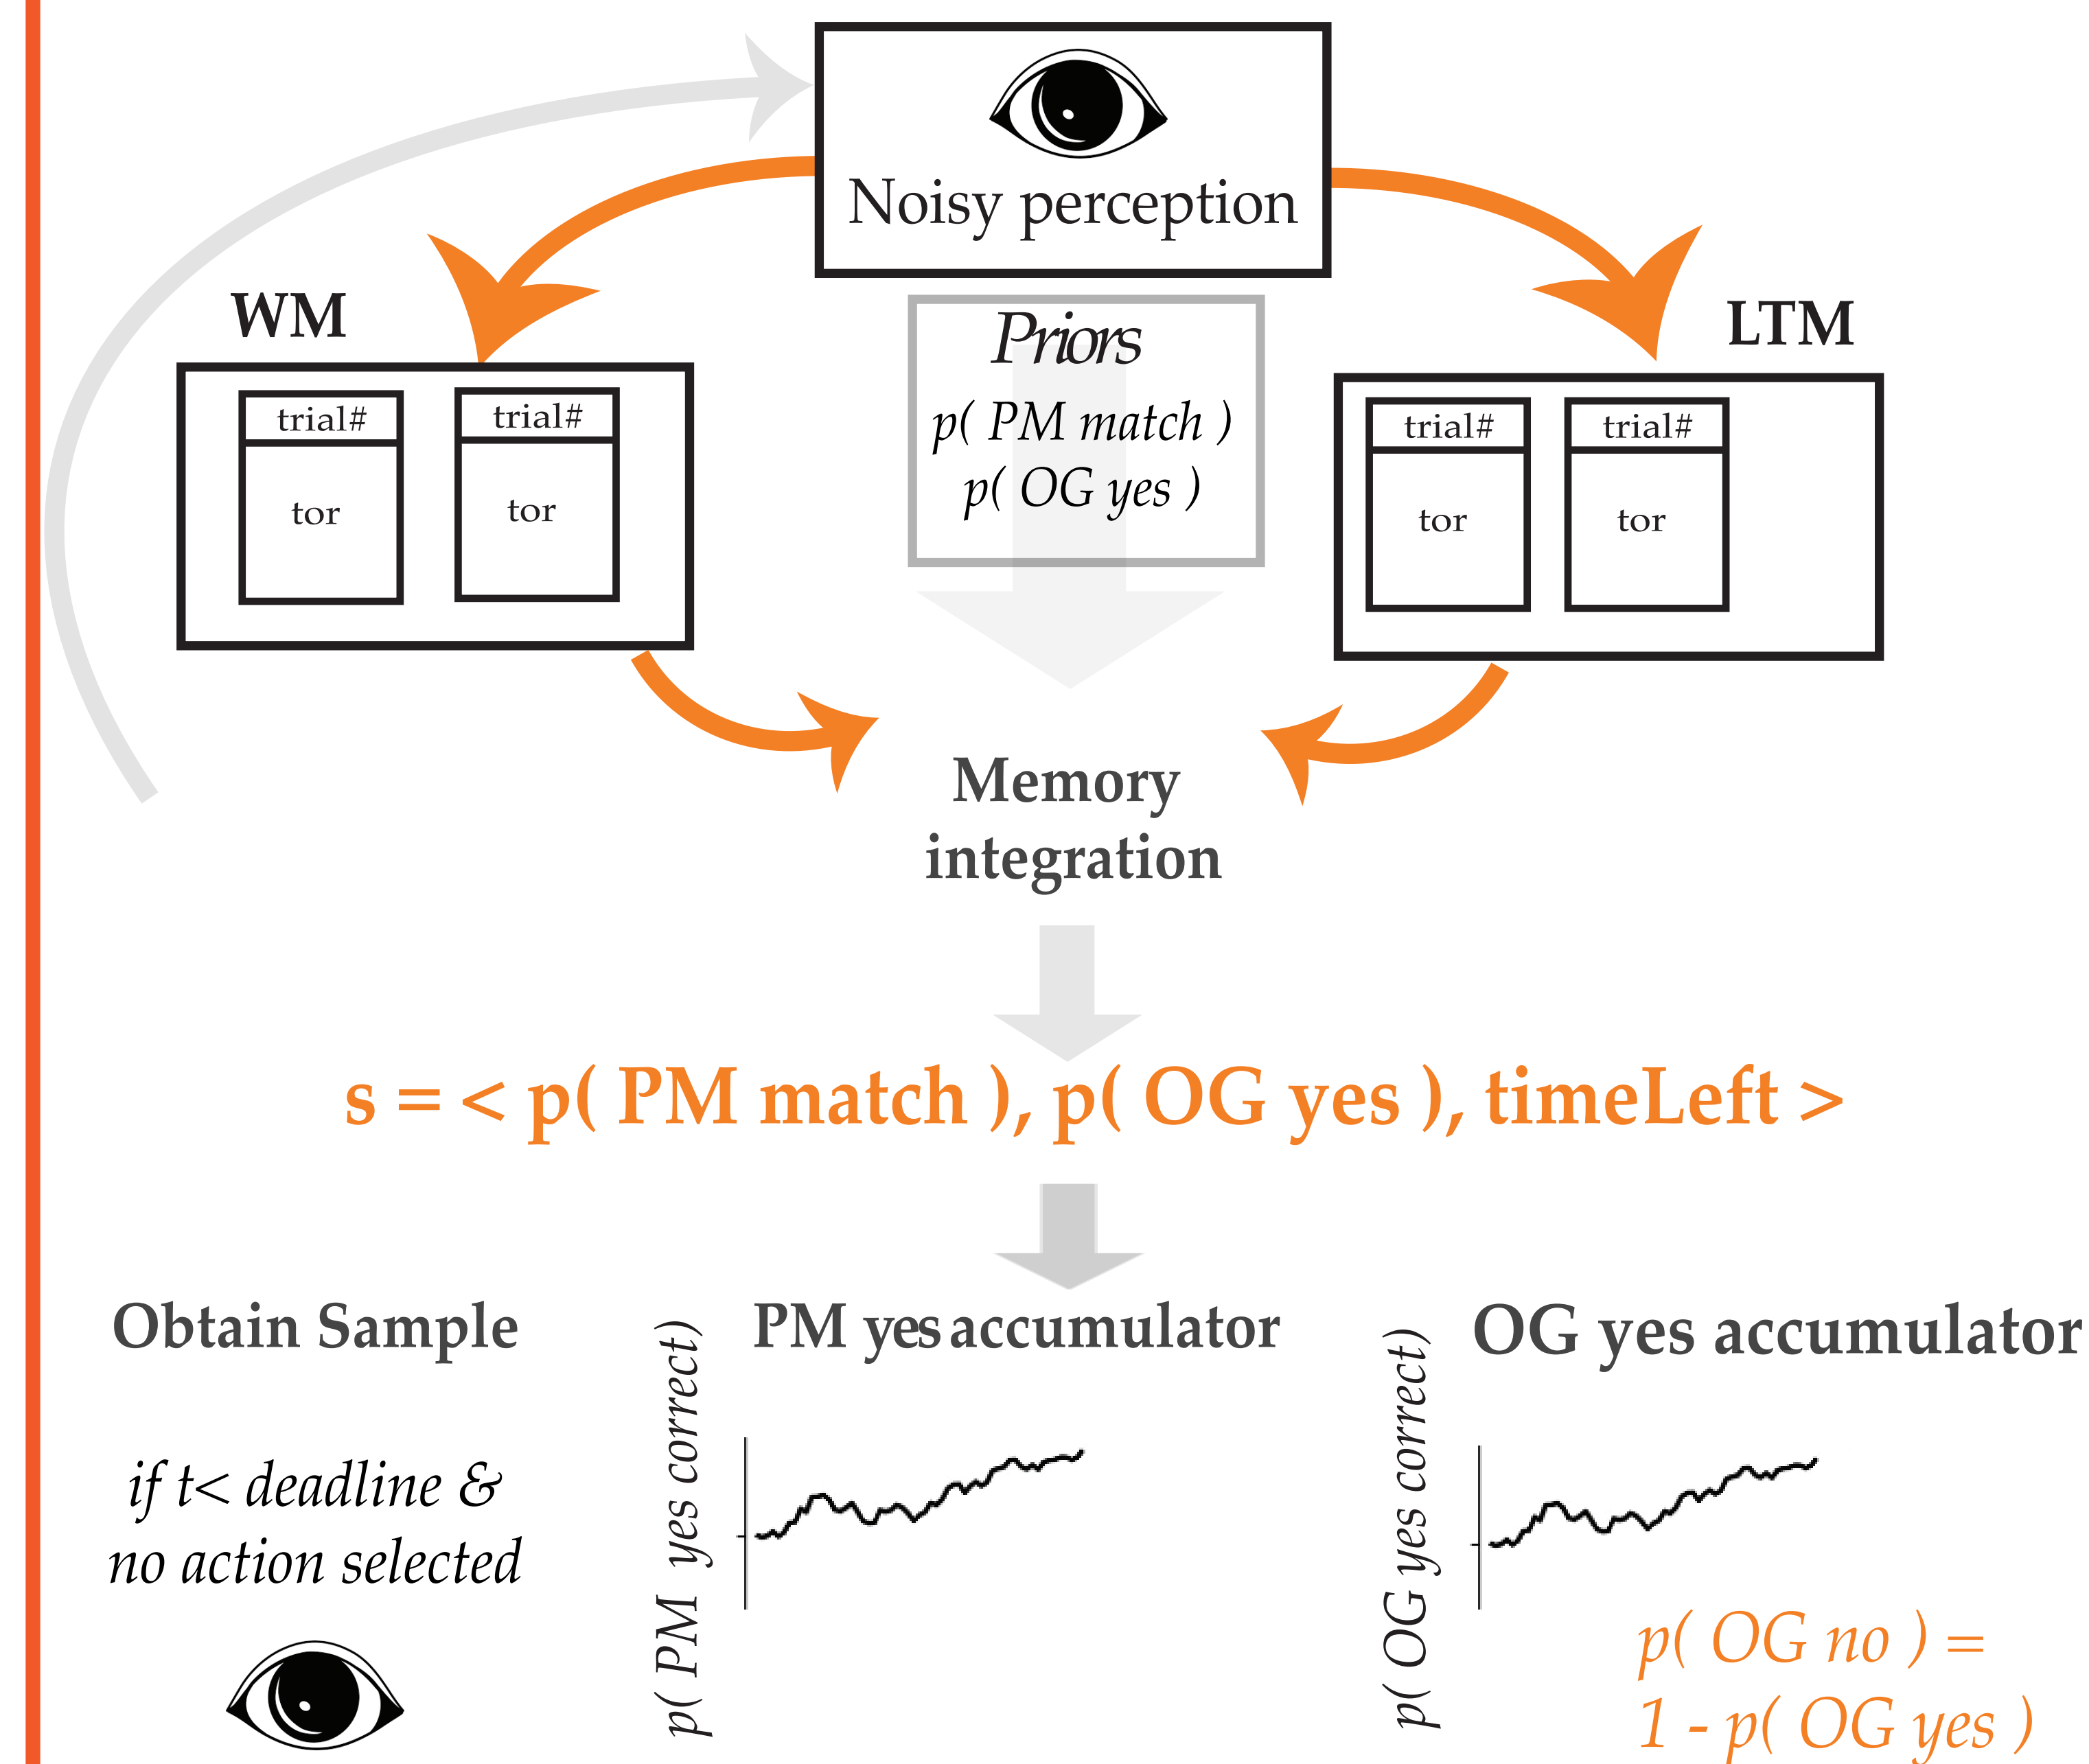 Noisy perception
WM
trial#
tor
trial#
tor
Priors
p( PM match )
p( OG yes )
LTM
trial#
tor
trial#
tor
Memory
integration
s = < p( PM match ), p( OG yes ), timeLeft >
Obtain Sample
if t< deadline &
no action selected
PM yes accumulator
p( PM yes correct)
OG yes accumulator
p( OG yes correct)
p( OG no ) =
1 - p( OG yes )